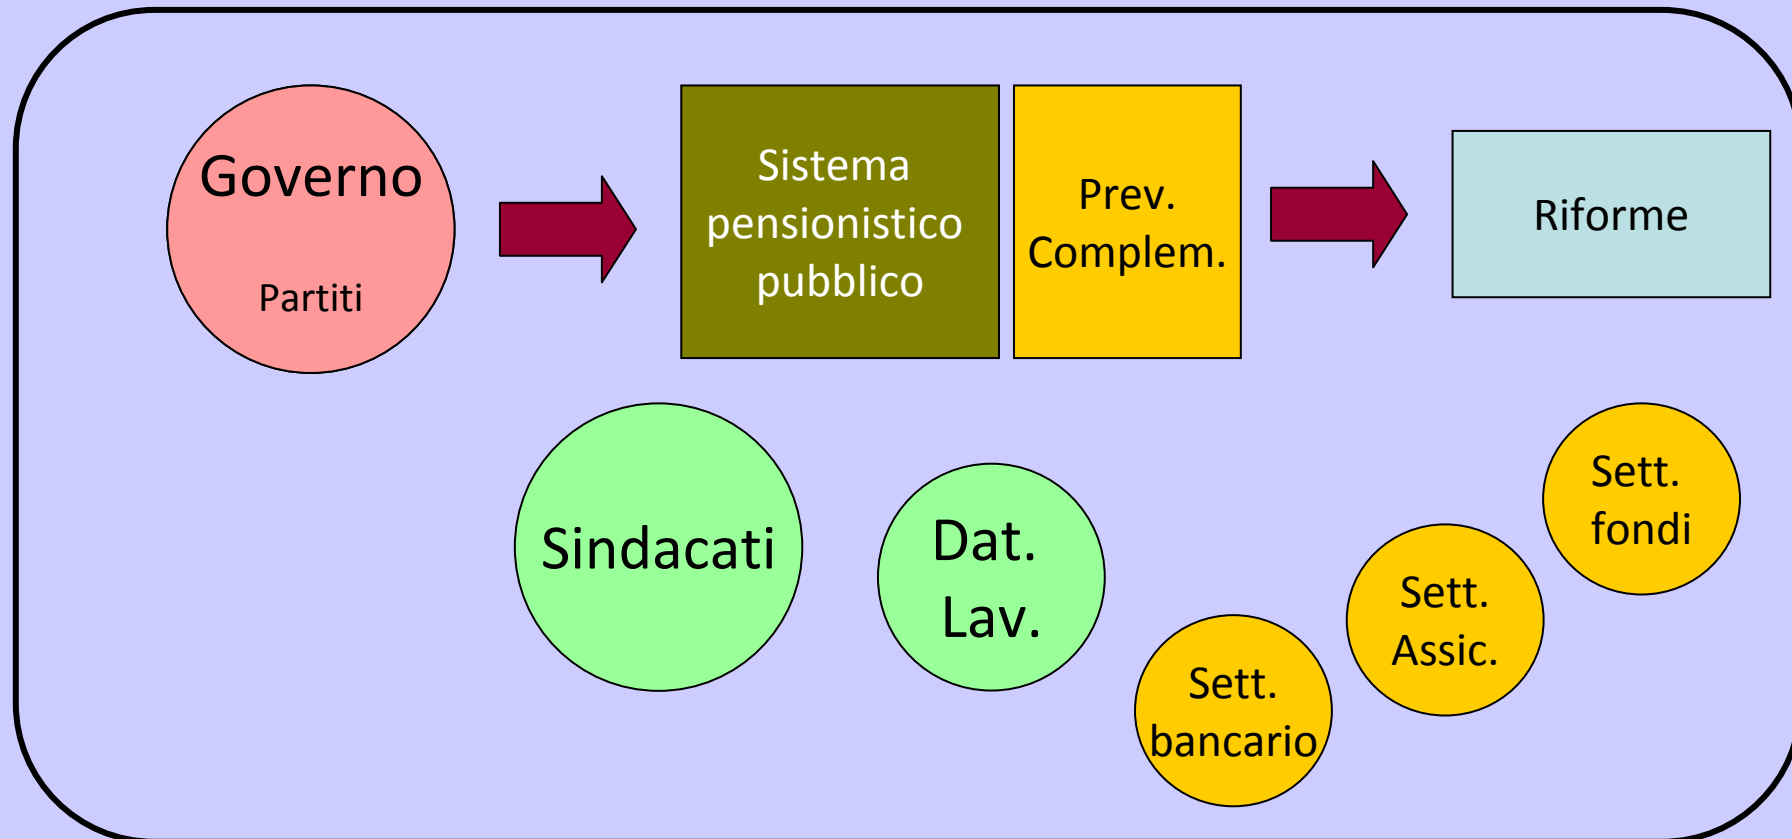 Governo
Partiti
Sistema
pensionistico
pubblico
Prev.
Complem.
Riforme
Sindacati
Dat.
Lav.
Sett.
bancario
Sett.
Assic.
Sett.
fondi